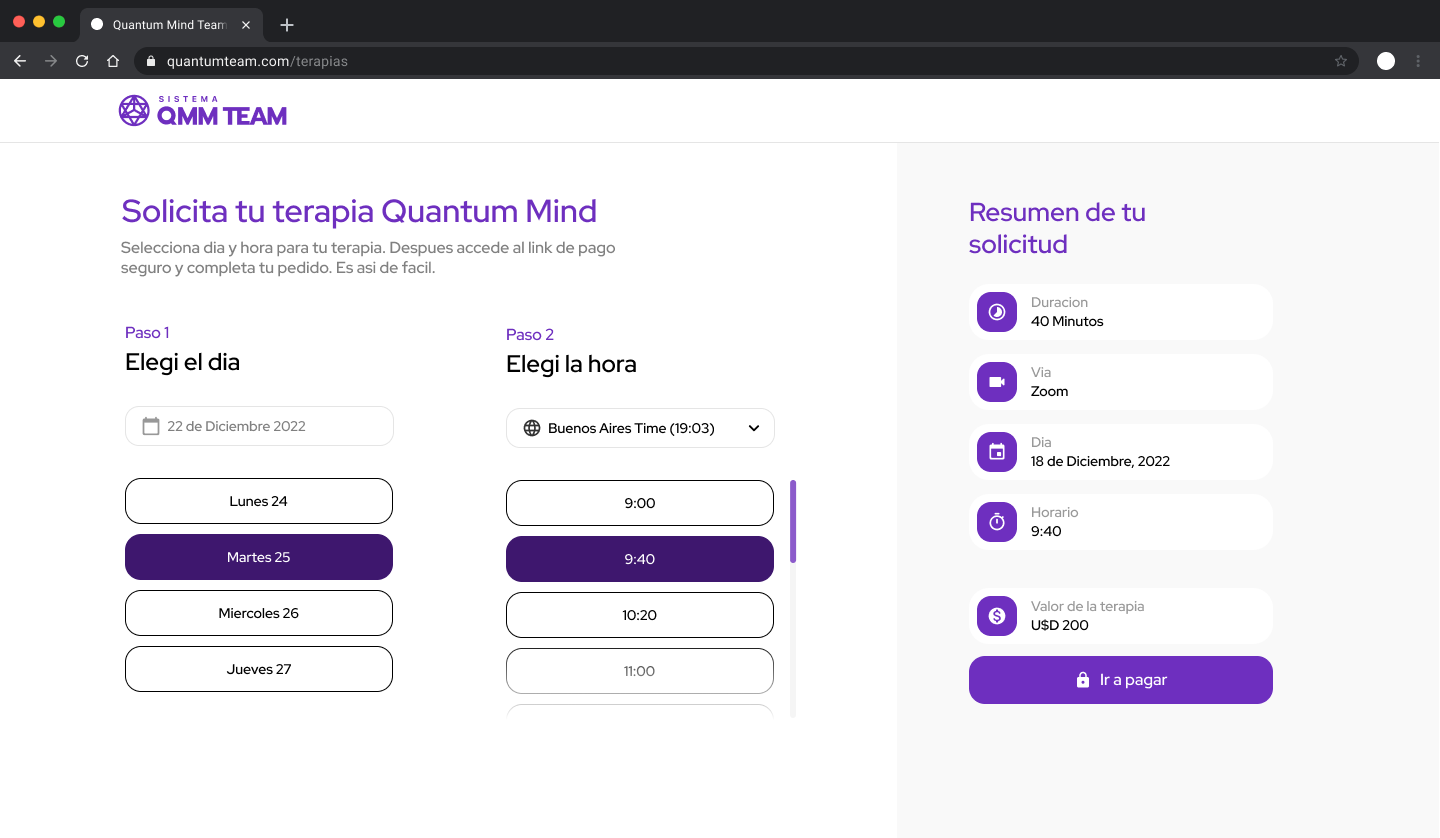 Quantum Mind Team
quantumteam.com/terapias
SISTEMA
QMM TEAM
Solicita tu terapia Quantum Mind
Selecciona dia y hora para tu terapia. Despues accede al link de pago
seguro y completa tu pedido. Es asi de facil.
Paso 1
Elegi el dia
22 de Diciembre 2022
Lunes 24
Martes 25
Miercoles 26
Jueves 27
Paso 2
Elegi la hora
Buenos Aires Time (19:03)
9:00
9:40
10:20
11:00
Resumen de tu
solicitud
Duracion
40 Minutos
Via
Zoom
Dia
18 de Diciembre, 2022
Horario
9:40
Valor de la terapia
U$D 200
Ir a pagar